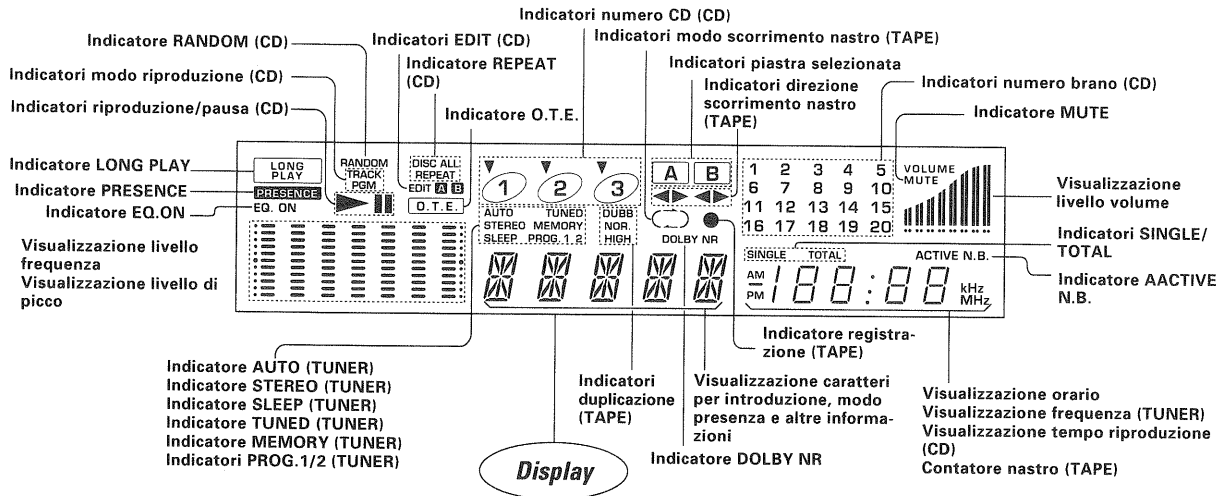 Indicatori numero CD (CD)
Indicatore RANDOM (CD)
Indicatori EDIT (CD)
Indicatori modo scorrimento nastro (TAPE)
Indicatore REPEAT
(CD)
Indicatori piastra selezionata
Indicatori modo riproduzione (CD)
Indicatori direzione
scorrimento nastro
(TAPE)
Indicatori numero brano (CD)
Indicatori riproduzione/pausa (CD)
Indicatore O.T.E.
Indicatore MUTE
Indicatore LONG PLAY
Indicatore PRESENCE
Indicatore EQ.ON
Visualizzazione livello
frequenza
Visualizzazione livello di
picco
LONG
PLAY
PRESENCE
EQ. ON
RANDOM
TRACK
PGM
DISC ALL
REPEAT
EDIT A B
O.T.E.
1 2 3
AUTO TUNED
STEREO MEMORY
SLEEP PROG. 1 2
DUBB
NOR.
HIGH
A B
DOLBY NR
1 2 3 4 5
6 7 8 9 10
11 12 13 14 15
16 17 18 19 20
VOLUME
MUTE
SINGLE TOTAL
ACTIVE N.B.
AM
PM
188:88
kHz
MHz
Visualizzazione
livello volume
Indicatori SINGLE/
TOTAL
Indicatore AACTIVE
N.B.
Indicatore registra-
zione (TAPE)
Indicatore AUTO (TUNER)
Indicatore STEREO (TUNER)
Indicatore SLEEP (TUNER)
Indicatore TUNED (TUNER)
Indicatore MEMORY (TUNER)
Indicatori PROG.1/2 (TUNER)
Indicatori
duplicazione
(TAPE)
Visualizzazione caratteri
per introduzione, modo
presenza e altre informa-
zioni
Indicatore DOLBY NR
Visualizzazione orario
Visualizzazione frequenza (TUNER)
Visualizzazione tempo riproduzione
(CD)
Contatore nastro (TAPE)
Display